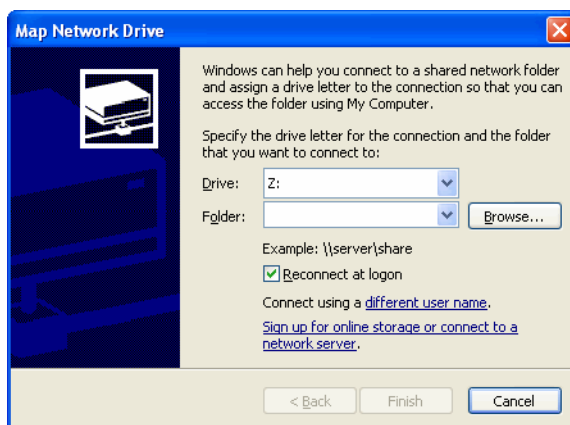 Map Network Drive
Windows can help you connect to a shared network folder
and assign a drive letter to the connection so that you can
access the folder using My Computer.
Specify the drive letter for the connection and the folder
that you want to connect to:
Drive: Z:
Folder: Browse...
Example: \\server\share
Reconnect at logon
Connect using a different user name.
Sign up for online storage or connect to a
network server.
< Back Finish Cancel